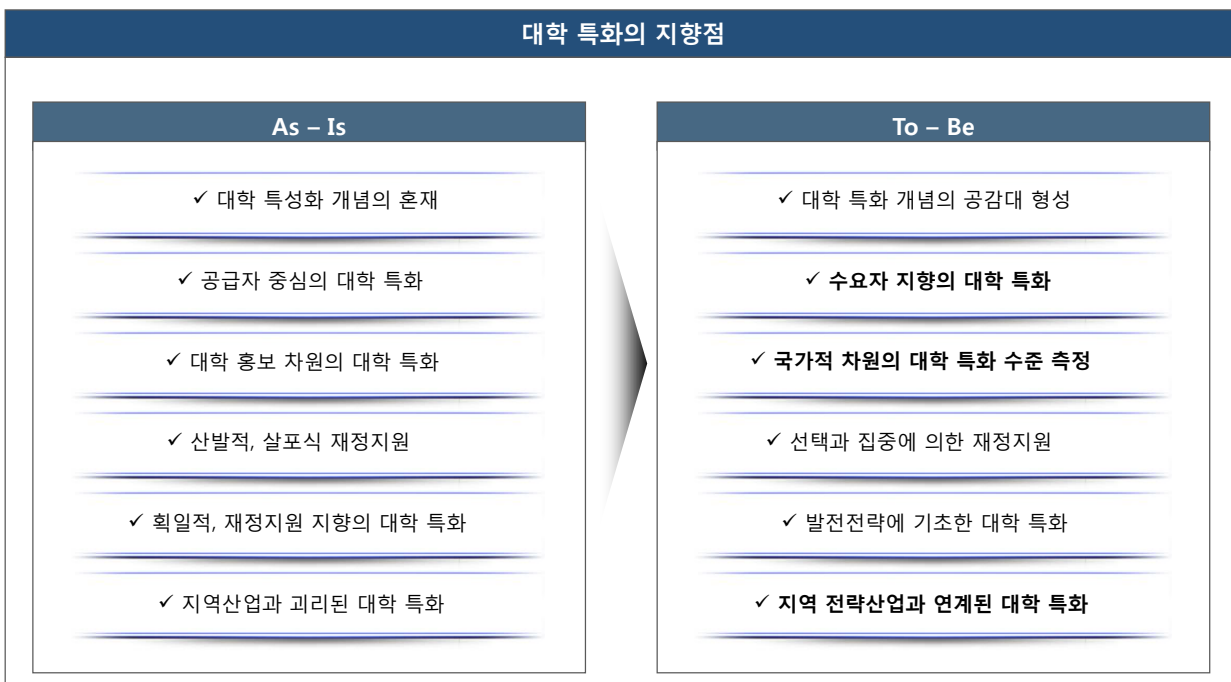 대학 특화의 지향점
As – Is
✓ 대학 특성화 개념의 혼재
✓ 공급자 중심의 대학 특화
✓ 대학 홍보 차원의 대학 특화
✓ 산발적, 살포식 재정지원
✓ 획일적, 재정지원 지향의 대학 특화
✓ 지역산업과 괴리된 대학 특화
To – Be
✓ 대학 특화 개념의 공감대 형성
✓ 수요자 지향의 대학 특화
✓ 국가적 차원의 대학 특화 수준 측정
✓ 선택과 집중에 의한 재정지원
✓ 발전전략에 기초한 대학 특화
✓ 지역 전략산업과 연계된 대학 특화